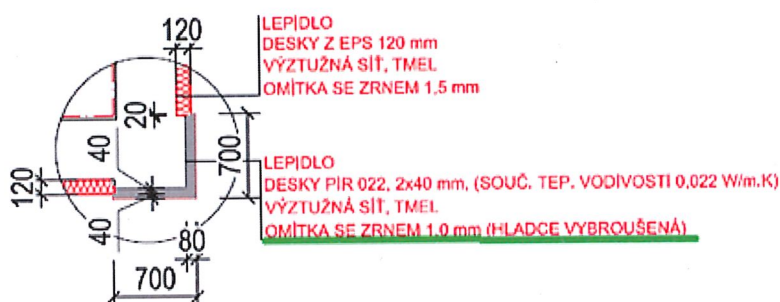 LEPIDLO
DESKY Z EPS 120 mm
VÝZTUŽNÁ SÍŤ, TMEL
OMÍTKA SE ZRNEM 1,5 mm
120
20
40
700
120
40
80
700
LEPIDLO
DESKY PIR 022, 2x40 mm, (SOUČ. TEP. VODIVOSTI 0,022 W/m.K)
VÝZTUŽNÁ SÍŤ, TMEL
OMÍTKA SE ZRNEM 1,0 mm (HLADCE VYBROUŠENÁ)